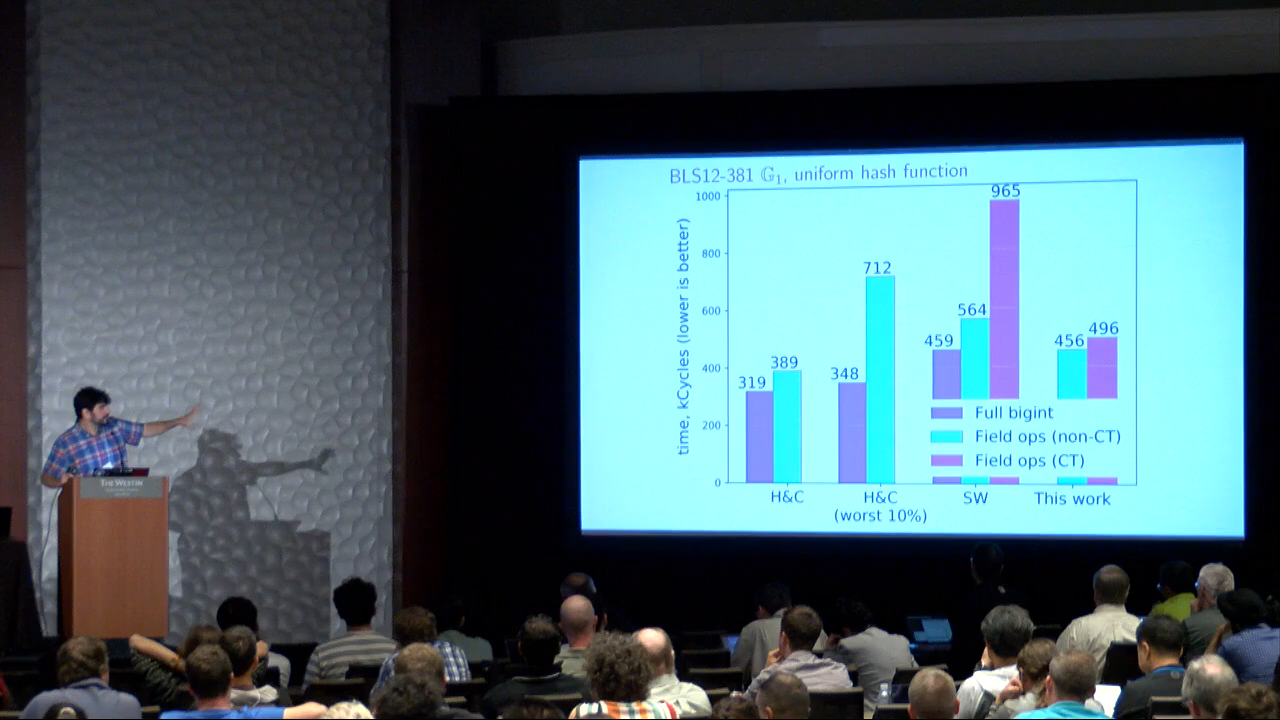 BLS12-381 𝔾₁, uniform hash function
time, kCycles (lower is better)
1000
800
600
400
200
0
319
389
348
712
459
564
965
456
496
Full bigint
Field ops (non-CT)
Field ops (CT)
H&C
H&C
(worst 10%)
SW
This work
THE WESTIN